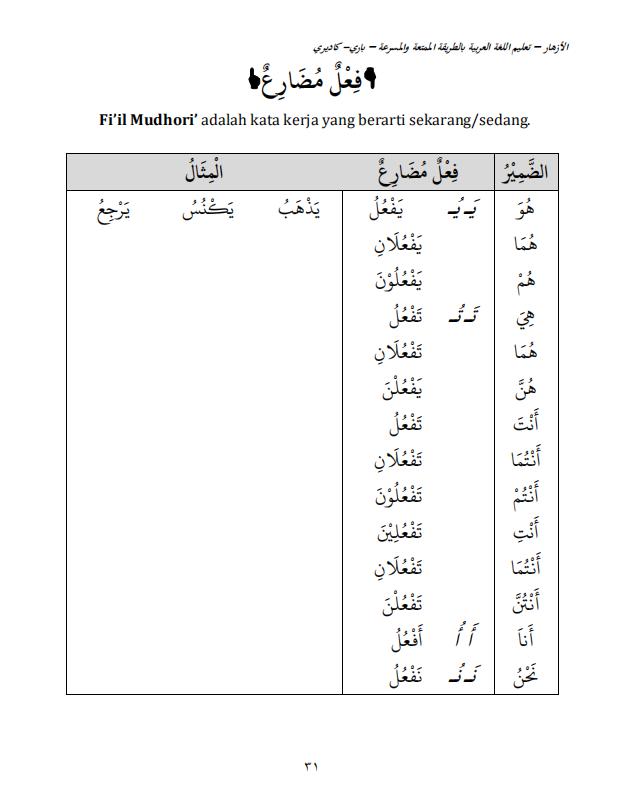 الأزهار – تعليم اللغة العربية بالطريقة الممتعة والمسرعة – باري– كاديري
فِعْلٌ مُضَارِعٌ
Fi’il Mudhori’ adalah kata kerja yang berarti sekarang/sedang.
الضَّمِيْرُ فِعْلٌ مُضَارِعٌ الْمِثَالُ
هُوَ يَـ يُـ يَفْعُلُ يَذْهَبُ يَكْنُسُ يَرْجِعُ
هُمَا يَفْعُلَانِ
هُمْ يَفْعُلُوْنَ
هِيَ تَـ تُـ تَفْعُلُ
هُمَا تَفْعُلَانِ
هُنَّ يَفْعُلْنَ
أَنْتَ تَفْعُلُ
أَنْتُمَا تَفْعُلَانِ
أَنْتُمْ تَفْعُلُوْنَ
أَنْتِ تَفْعُلِيْنَ
أَنْتُمَا تَفْعُلَانِ
أَنْتُنَّ تَفْعُلْنَ
أَنَا أَ أُ أَفْعُلُ
نَحْنُ نَـ نُـ نَفْعُلُ
٣١